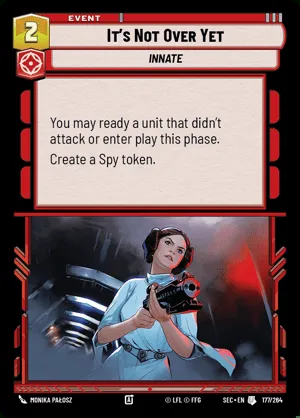 EVENT
2
IT'S NOT OVER YET
INNATE
You may ready a unit that didn't
attack or enter play this phase.
Create a Spy token.
MONIKA PAŁOSZ
© LFL © FFG
SEC • EN
177/264